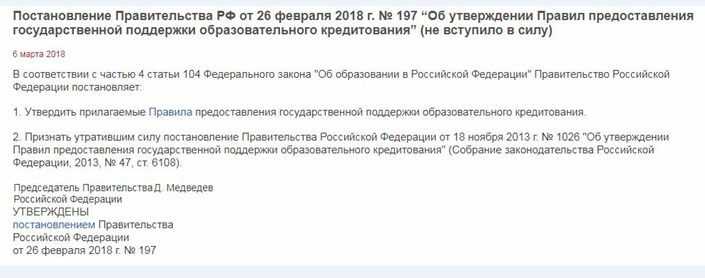 Постановление Правительства РФ от 26 февраля 2018 г. № 197 “Об утверждении Правил предоставления
государственной поддержки образовательного кредитования” (не вступило в силу)
6 марта 2018
В соответствии с частью 4 статьи 104 Федерального закона "Об образовании в Российской Федерации" Правительство Российской
Федерации постановляет:
1. Утвердить прилагаемые Правила предоставления государственной поддержки образовательного кредитования.
2. Признать утратившим силу постановление Правительства Российской Федерации от 18 ноября 2013 г. № 1026 "Об утверждении
Правил предоставления государственной поддержки образовательного кредитования" (Собрание законодательства Российской
Федерации, 2013, № 47, ст. 6108).
Председатель Правительства Д. Медведев
Российской Федерации
УТВЕРЖДЕНЫ
постановлением Правительства
Российской Федерации
от 26 февраля 2018 г. № 197